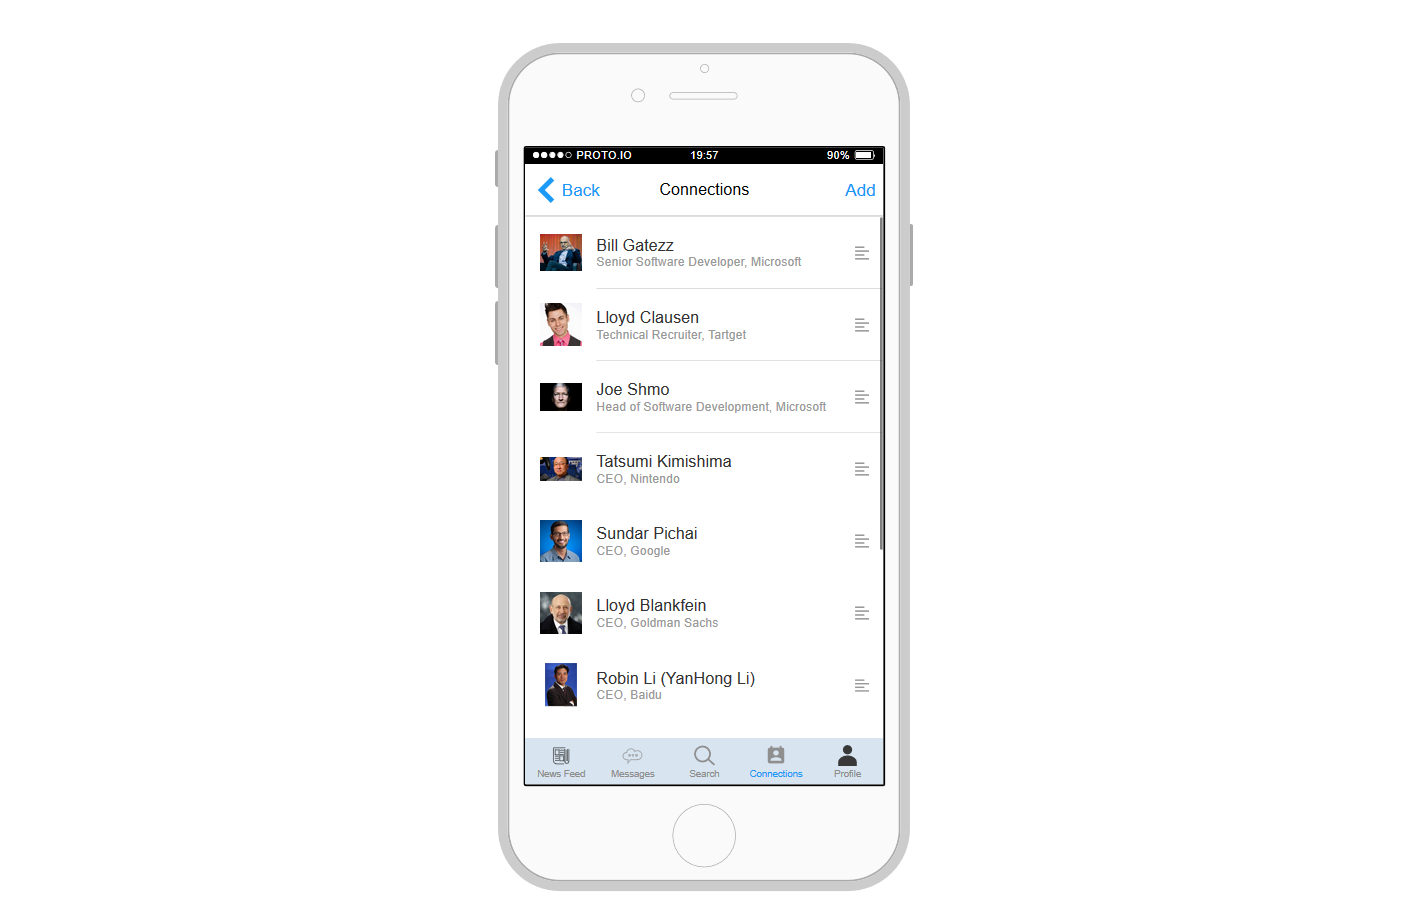 PROTO.IO 19:57 90%
Back Connections Add
Bill Gatezz
Senior Software Developer, Microsoft
Lloyd Clausen
Technical Recruiter, Tartget
Joe Shmo
Head of Software Development, Microsoft
Tatsumi Kimishima
CEO, Nintendo
Sundar Pichai
CEO, Google
Lloyd Blankfein
CEO, Goldman Sachs
Robin Li (YanHong Li)
CEO, Baidu
News Feed Messages Search Connections Profile